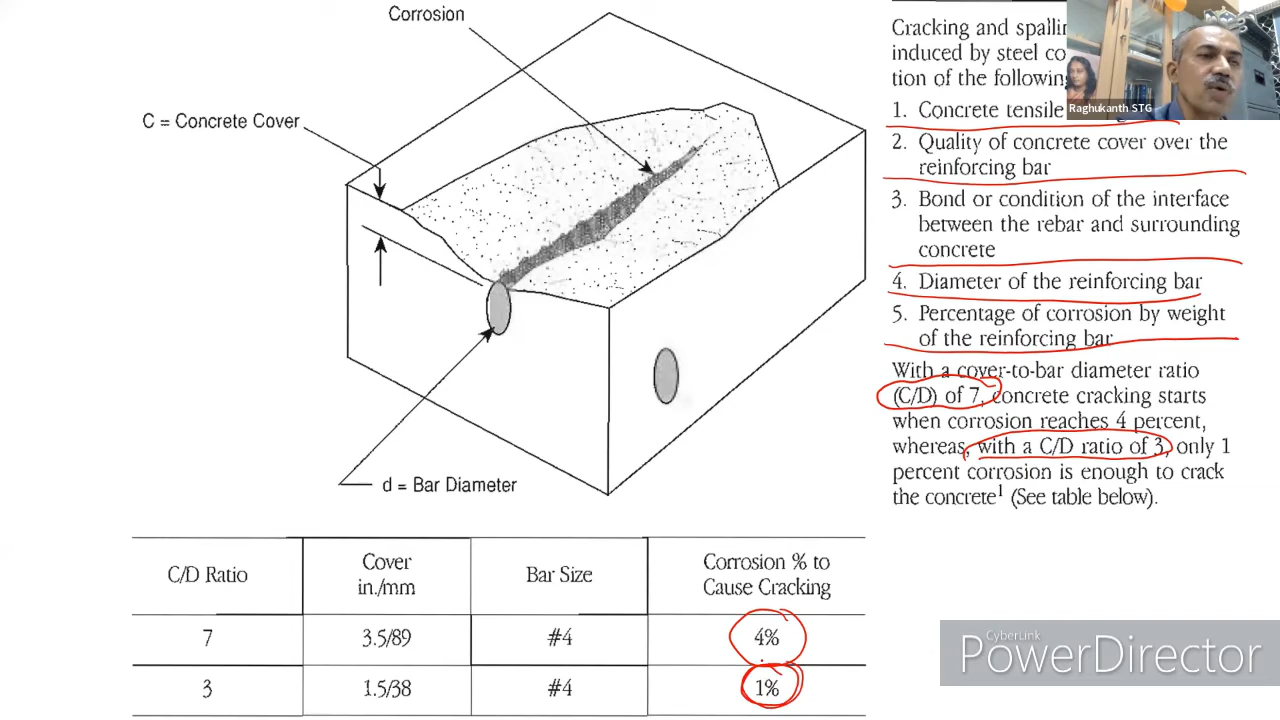 Corrosion
C = Concrete Cover
d = Bar Diameter
Cracking and
induced by steel
tion of the
Raghukanth STG
1. Concrete tensile
2. Quality of concrete cover over the
reinforcing bar
3. Bond or condition of the interface
between the rebar and surrounding
concrete
4. Diameter of the reinforcing bar
5. Percentage of corrosion by weight
of the reinforcing bar
With a cover-to-bar diameter ratio
(C/D) of 7, concrete cracking starts
when corrosion reaches 4 percent,
whereas, with a C/D ratio of 3, only 1
percent corrosion is enough to crack
the concrete¹ (See table below).
C/D Ratio Cover in./mm Bar Size Corrosion % to Cause Cracking
7 3.5/89 #4 4%
3 1.5/38 #4 1%
CyberLink
PowerDirector